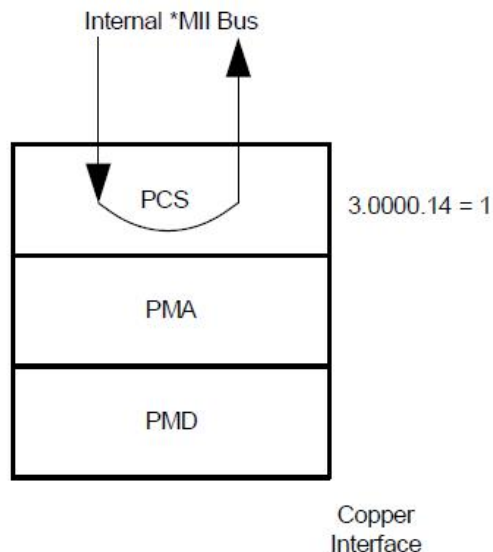 Internal *MII Bus
PCS
3.0000.14 = 1
PMA
PMD
Copper
Interface